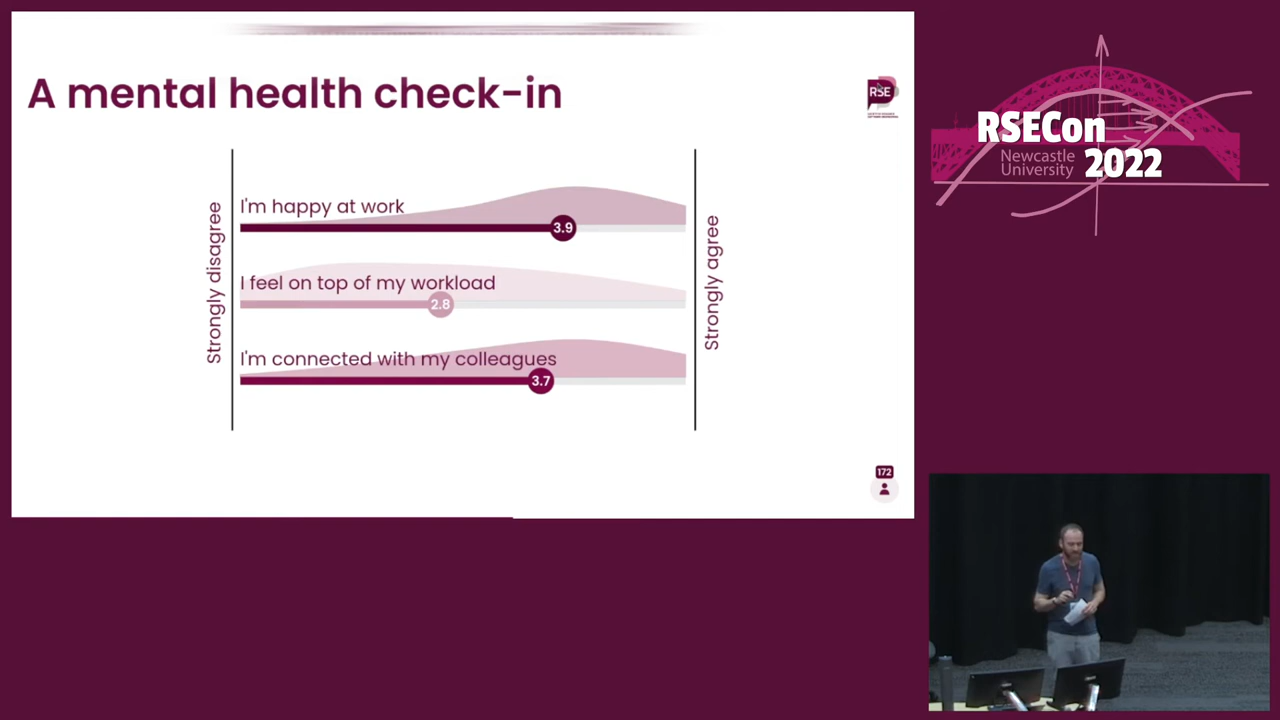 A mental health check-in
RSE
Strongly disagree
I'm happy at work
3.9
I feel on top of my workload
2.8
I'm connected with my colleagues
3.7
Strongly agree
172
RSECon
Newcastle
University
2022